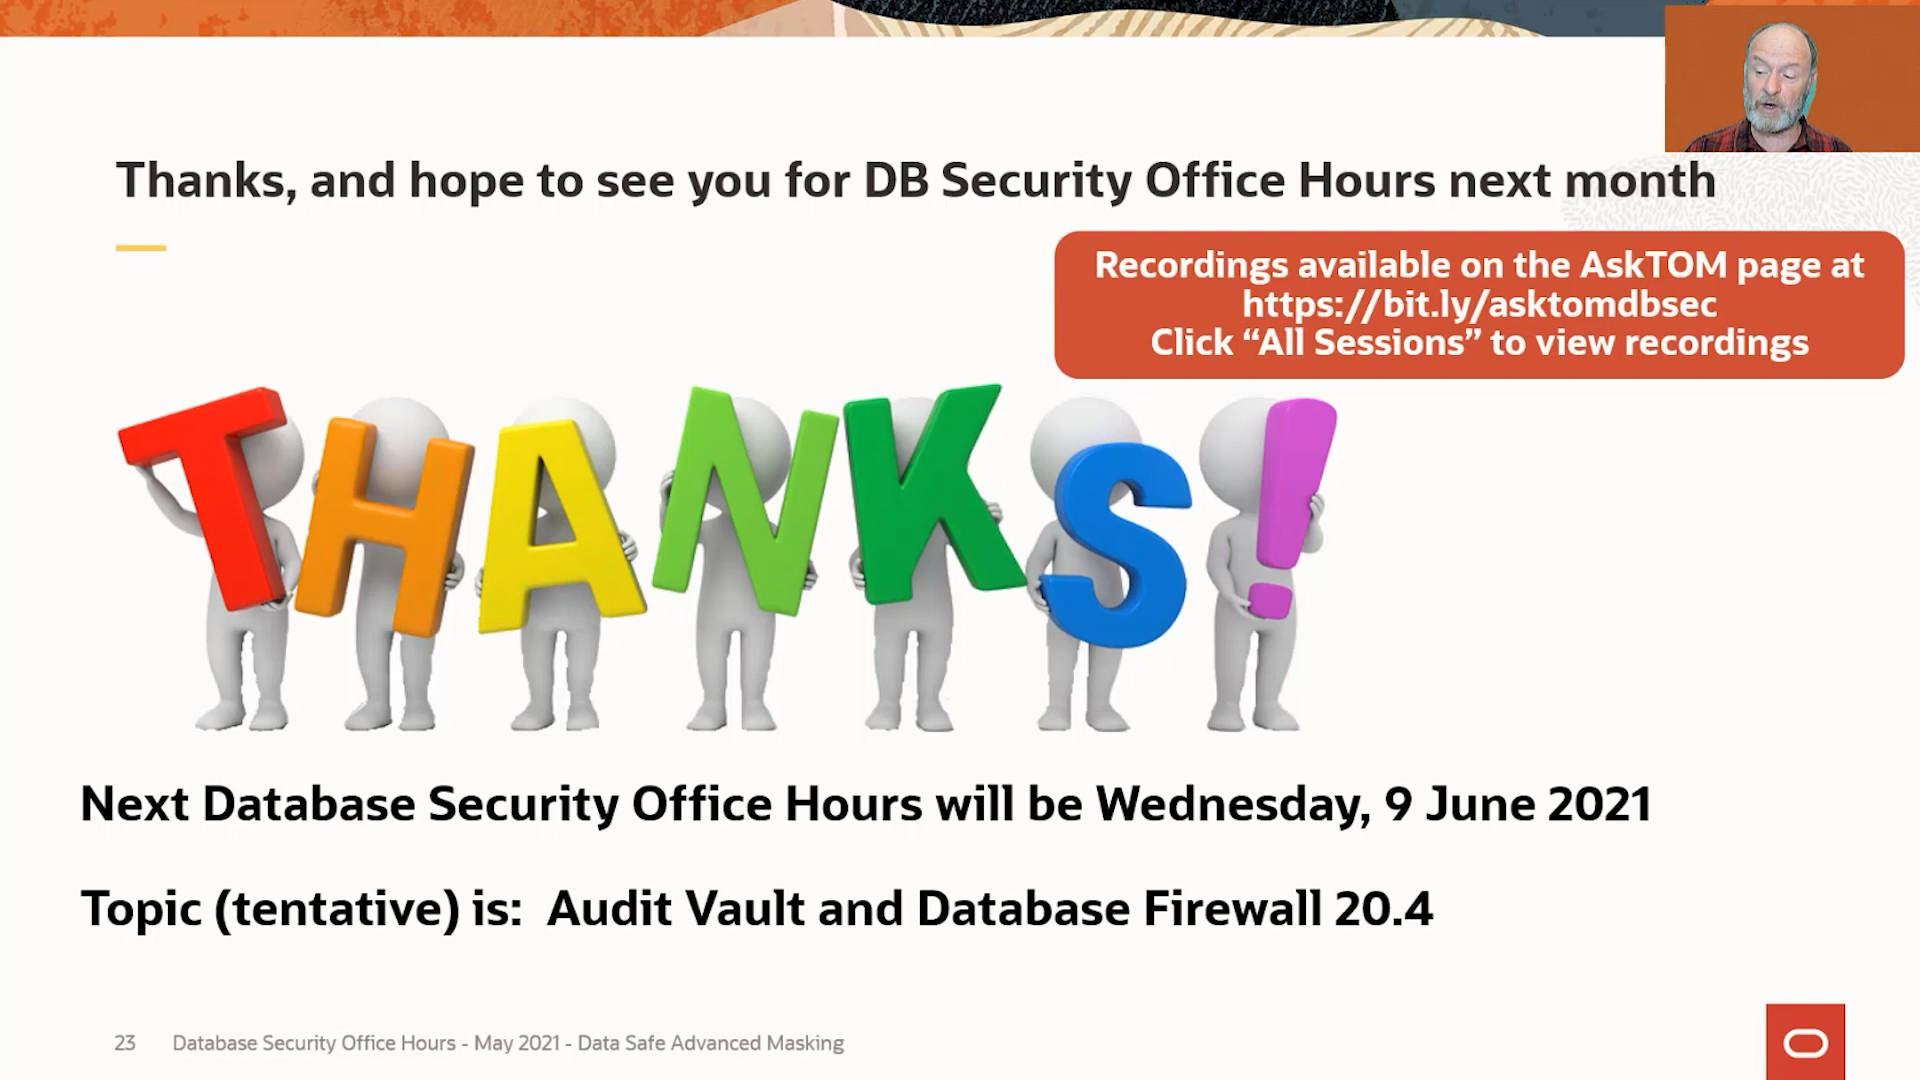 Thanks, and hope to see you for DB Security Office Hours next month
Recordings available on the AskTOM page at
https://bit.ly/asktomdbsec
Click “All Sessions” to view recordings
THANKS!
Next Database Security Office Hours will be Wednesday, 9 June 2021
Topic (tentative) is:  Audit Vault and Database Firewall 20.4
23 Database Security Office Hours - May 2021 - Data Safe Advanced Masking